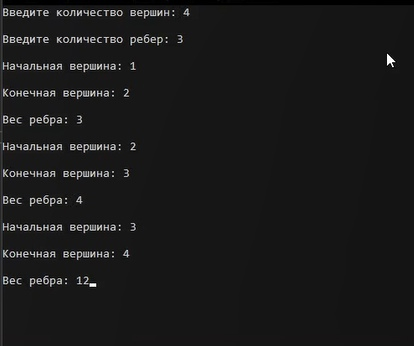 Введите количество вершин: 4
Введите количество ребер: 3
Начальная вершина: 1
Конечная вершина: 2
Вес ребра: 3
Начальная вершина: 2
Конечная вершина: 3
Вес ребра: 4
Начальная вершина: 3
Конечная вершина: 4
Вес ребра: 12